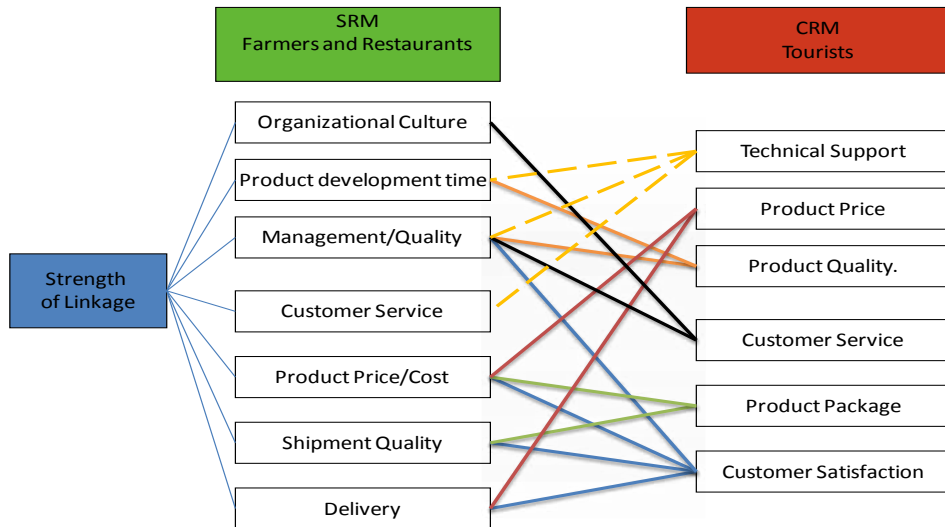 SRM
Farmers and Restaurants
CRM
Tourists
Organizational Culture
Product development time
Management/Quality
Customer Service
Product Price/Cost
Shipment Quality
Delivery
Strength
of Linkage
Technical Support
Product Price
Product Quality.
Customer Service
Product Package
Customer Satisfaction